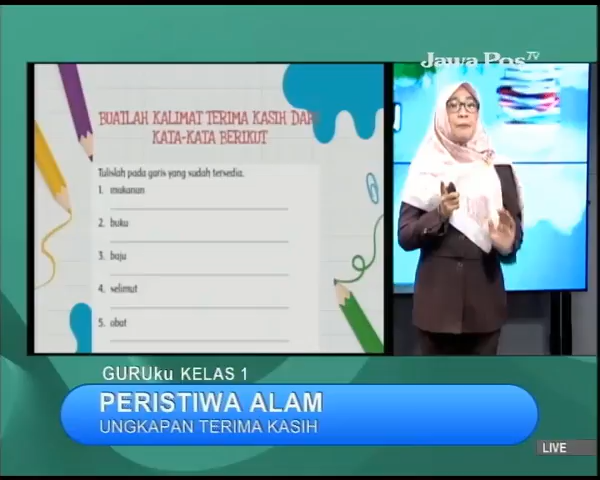 Jawa Pos TV
BUATLAH KALIMAT TERIMA KASIH DARI
KATA-KATA BERIKUT
Tulislah pada garis yang sudah tersedia.
1. makanan
2. buku
3. baju
4. selimut
5. obat
GURUku KELAS 1
PERISTIWA ALAM
UNGKAPAN TERIMA KASIH
LIVE